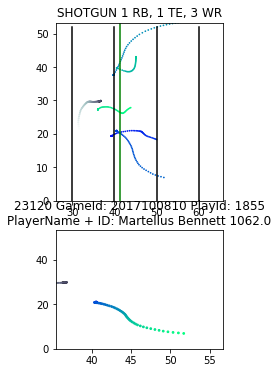 SHOTGUN 1 RB, 1 TE, 3 WR
50
40
30
20
10
0
30 40 50 60
23120 GameId: 2017100810 PlayId: 1855
PlayerName + ID: Martellus Bennett 1062.0
40
20
0
40 45 50 55